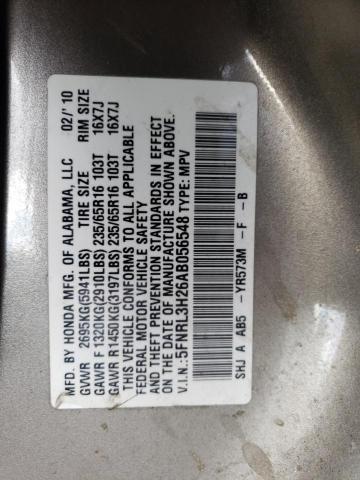 MFD. BY HONDA MFG. OF ALABAMA, LLC 02/'10
GVWR 2695KG(5941LBS) TIRE SIZE RIM SIZE
GAWR F 1320KG(2910LBS) 235/65R16 103T 16X7J
GAWR R 1450KG(3197LBS) 235/65R16 103T 16X7J
THIS VEHICLE CONFORMS TO ALL APPLICABLE
FEDERAL MOTOR VEHICLE SAFETY
AND THEFT PREVENTION STANDARDS IN EFFECT
ON THE DATE OF MANUFACTURE SHOWN ABOVE.
V.I.N.:5FNRL3H26AB056548 TYPE: MPV
SHJ A AB5 -YR573M -F -B